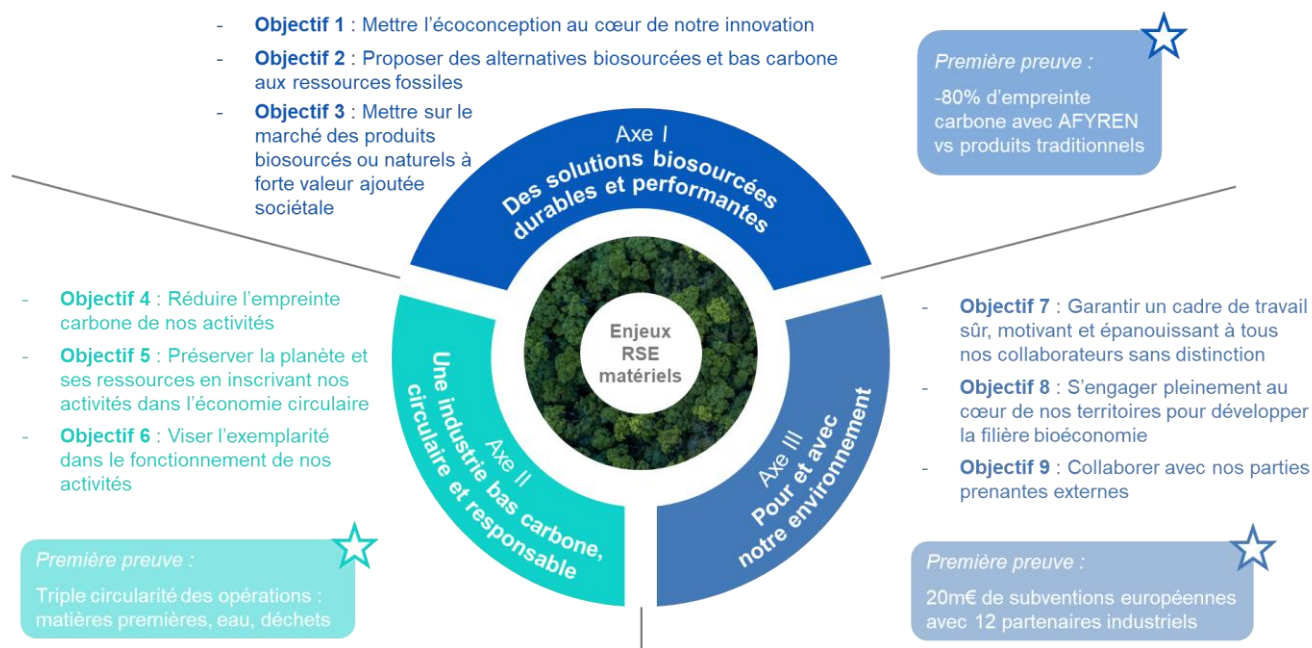 - Objectif 1 : Mettre l’écoconception au cœur de notre innovation
- Objectif 2 : Proposer des alternatives biosourcées et bas carbone
aux ressources fossiles
- Objectif 3 : Mettre sur le
marché des produits
biosourcés ou naturels à
forte valeur ajoutée
sociétale
Première preuve :
-80% d’empreinte
carbone avec AFYREN
vs produits traditionnels
Axe I
Des solutions biosourcées
durables et performantes
Enjeux
RSE
matériels
- Objectif 4 : Réduire l’empreinte
carbone de nos activités
- Objectif 5 : Préserver la planète et
ses ressources en inscrivant nos
activités dans l’économie circulaire
- Objectif 6 : Viser l’exemplarité
dans le fonctionnement de nos
activités
Axe II
Une industrie bas carbone,
circulaire et responsable
Première preuve :
Triple circularité des opérations :
matières premières, eau, déchets
Axe III
Pour et avec
notre environnement
- Objectif 7 : Garantir un cadre de travail
sûr, motivant et épanouissant à tous
nos collaborateurs sans distinction
- Objectif 8 : S’engager pleinement au
cœur de nos territoires pour développer
la filière bioéconomie
- Objectif 9 : Collaborer avec nos parties
prenantes externes
Première preuve :
20m€ de subventions européennes
avec 12 partenaires industriels